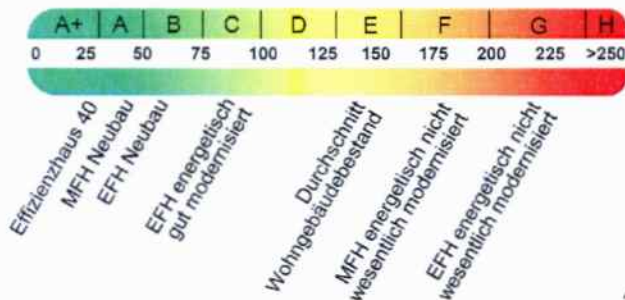 A+ A B C D E F G H
0 25 50 75 100 125 150 175 200 225 >250
Effizienzhaus 40
MFH Neubau
EFH Neubau
EFH energetisch
gut modernisiert
Durchschnitt
Wohngebäudebestand
MFH energetisch nicht
wesentlich modernisiert
EFH energetisch nicht
wesentlich modernisiert